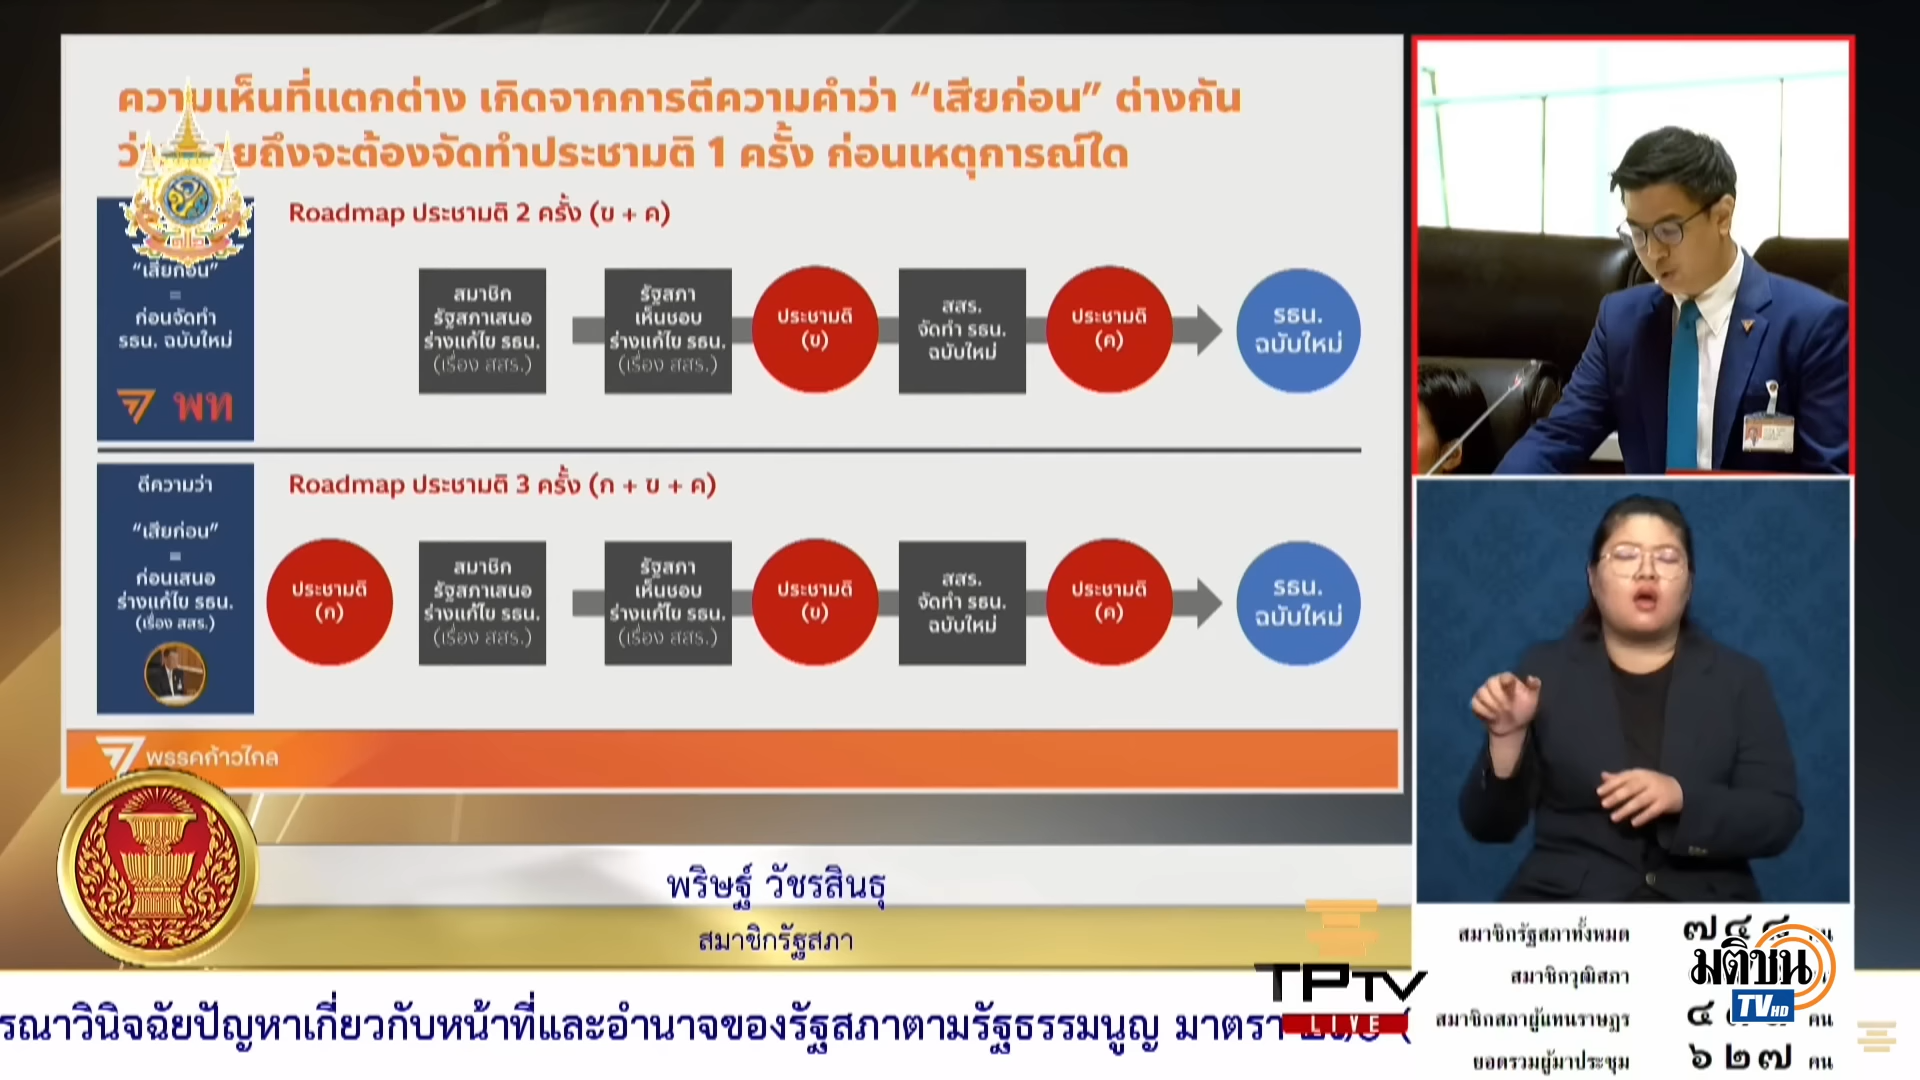 ความเห็นที่แตกต่าง เกิดจากการตีความคำว่า “เสียก่อน” ต่างกัน
ถึงจะต้องจัดทำประชามติ 1 ครั้ง ก่อนเหตุการณ์ใด
“เสียก่อน”
=
ก่อนจัดทำ
รธน. ฉบับใหม่
พท
Roadmap ประชามติ 2 ครั้ง (ข + ค)
สมาชิก
รัฐสภาเสนอ
ร่างแก้ไข รธน.
(เรื่อง สสร.)
รัฐสภา
เห็นชอบ
ร่างแก้ไข รธน.
(เรื่อง สสร.)
ประชามติ
(ข)
สสร.
จัดทำ รธน.
ฉบับใหม่
ประชามติ
(ค)
รธน.
ฉบับใหม่
ตีความว่า
“เสียก่อน”
=
ก่อนเสนอ
ร่างแก้ไข รธน.
(เรื่อง สสร.)
Roadmap ประชามติ 3 ครั้ง (ก + ข + ค)
ประชามติ
(ก)
สมาชิก
รัฐสภาเสนอ
ร่างแก้ไข รธน.
(เรื่อง สสร.)
รัฐสภา
เห็นชอบ
ร่างแก้ไข รธน.
(เรื่อง สสร.)
ประชามติ
(ข)
สสร.
จัดทำ รธน.
ฉบับใหม่
ประชามติ
(ค)
รธน.
ฉบับใหม่
พรรคก้าวไกล
พริษฐ์ วัชรสินธุ
สมาชิกรัฐสภา
รณาวินิจฉัยปัญหาเกี่ยวกับหน้าที่และอำนาจของรัฐสภาตามรัฐธรรมนูญ มาตรา
TPTV
LIVE
สมาชิกรัฐสภาทั้งหมด
สมาชิกวุฒิสภา
สมาชิกสภาผู้แทนราษฎร คน
ยอดรวมผู้มาประชุม ๖๒๗ คน
มติชน
TV HD